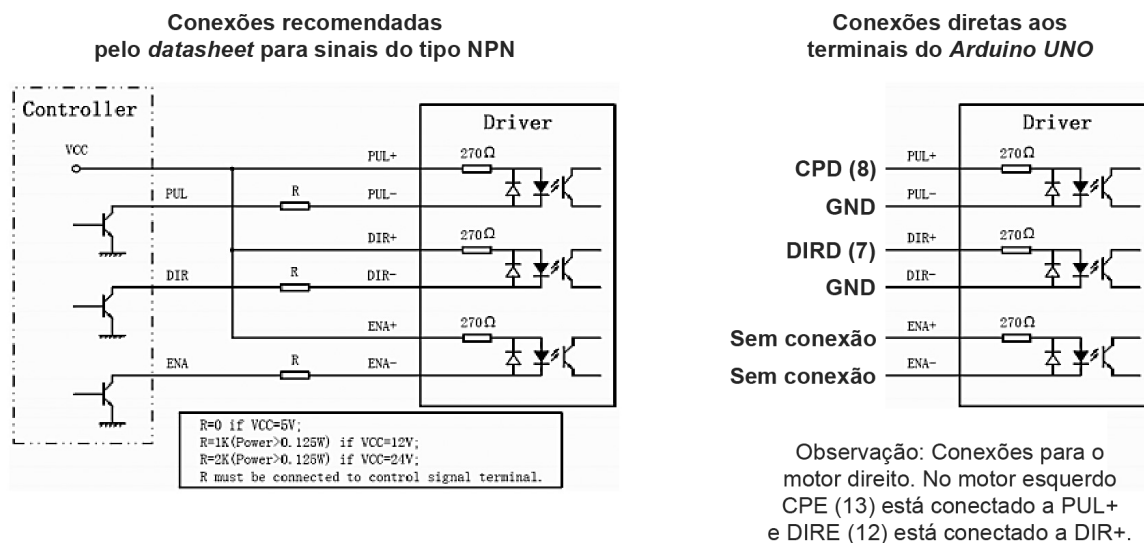 Conexões recomendadas
pelo datasheet para sinais do tipo NPN
Controller
VCC
PUL
R
DIR
R
ENA
R
Driver
PUL+
270Ω
PUL-
DIR+
270Ω
DIR-
ENA+
270Ω
ENA-
R=0 if VCC=5V;
R=1K(Power>0.125W) if VCC=12V;
R=2K(Power>0.125W) if VCC=24V;
R must be connected to control signal terminal.
Conexões diretas aos
terminais do Arduino UNO
Driver
CPD (8) PUL+ 270Ω
GND PUL-
DIRD (7) DIR+ 270Ω
GND DIR-
Sem conexão ENA+ 270Ω
Sem conexão ENA-
Observação: Conexões para o
motor direito. No motor esquerdo
CPE (13) está conectado a PUL+
e DIRE (12) está conectado a DIR+.